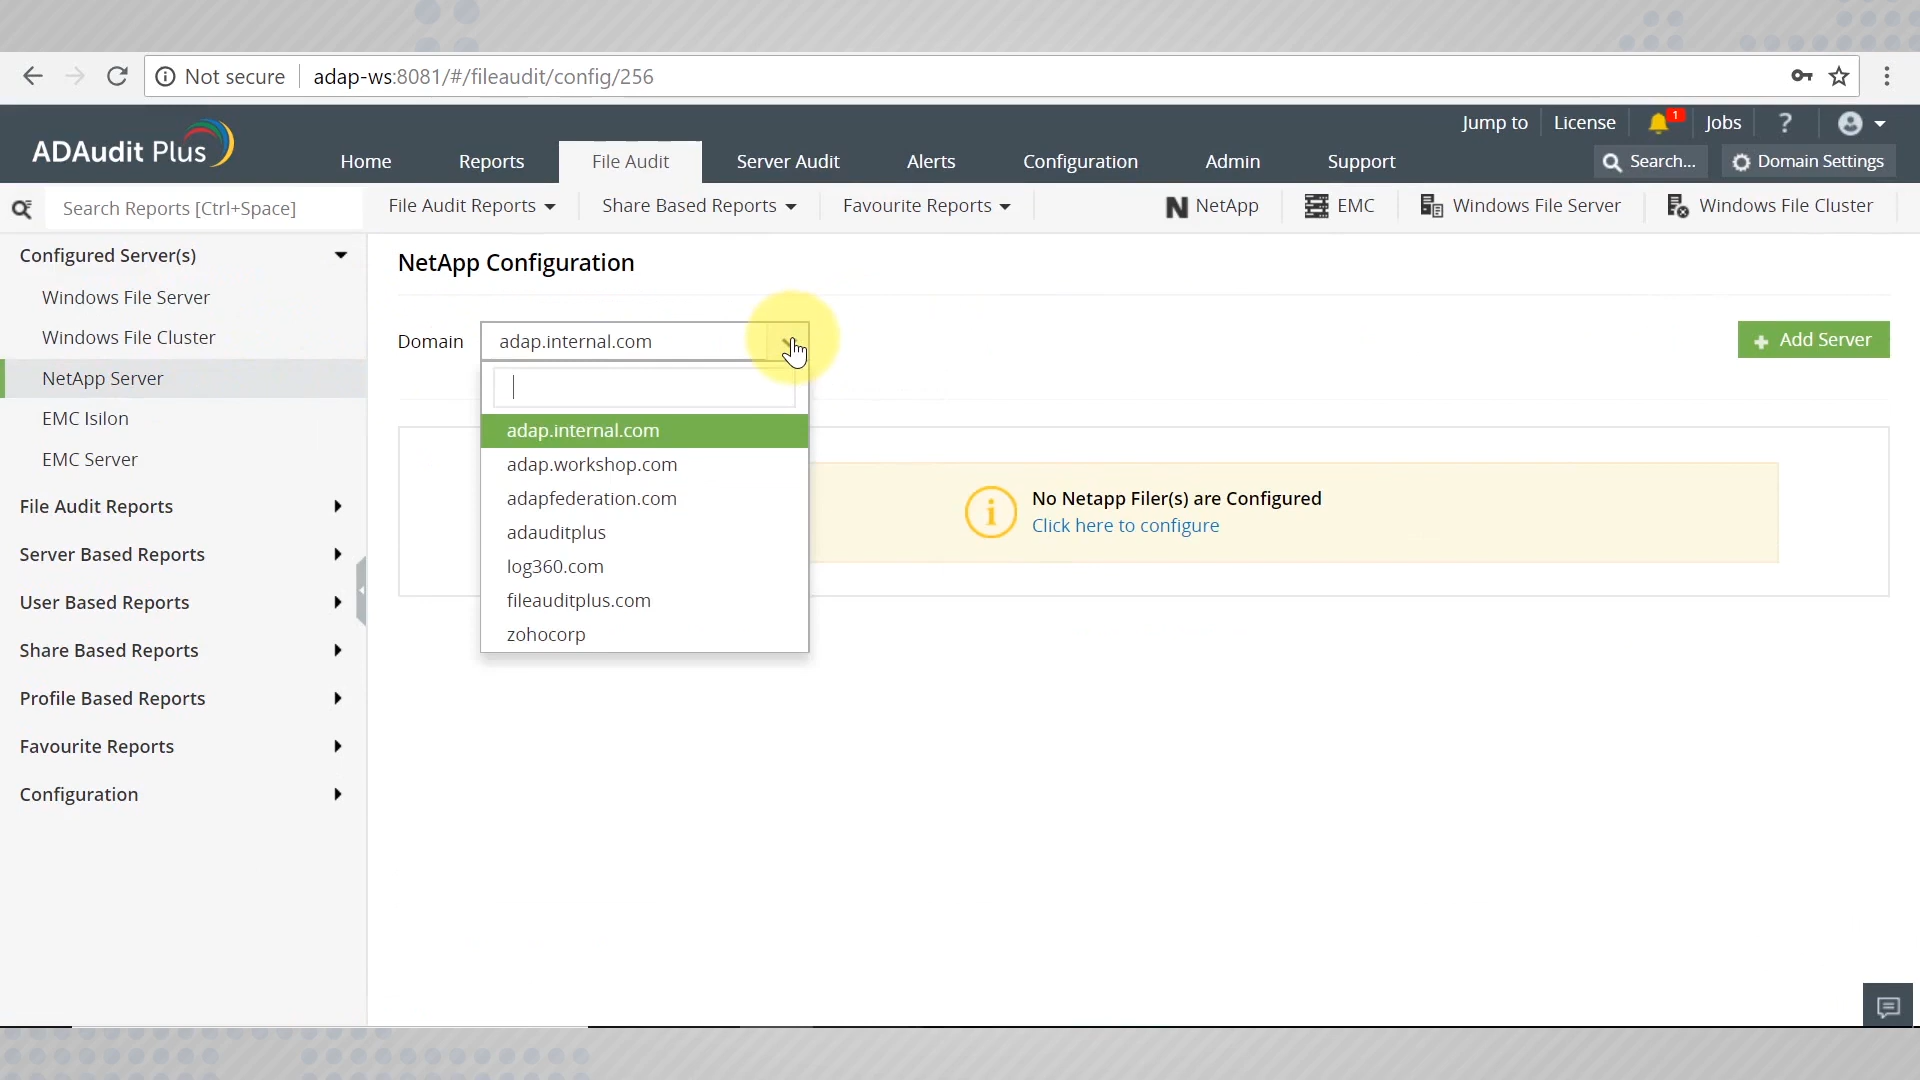 Not secure
adap-ws:8081/#/fileaudit/config/256
Jump to
License
1
Jobs
?
ADAudit Plus
Home
Reports
File Audit
Server Audit
Alerts
Configuration
Admin
Support
Search...
Domain Settings
Search Reports [Ctrl+Space]
File Audit Reports
Share Based Reports
Favourite Reports
NetApp
EMC
Windows File Server
Windows File Cluster
Configured Server(s)
Windows File Server
Windows File Cluster
NetApp Server
EMC Isilon
EMC Server
File Audit Reports
Server Based Reports
User Based Reports
Share Based Reports
Profile Based Reports
Favourite Reports
Configuration
NetApp Configuration
Domain
adap.internal.com
Add Server
adap.internal.com
adap.workshop.com
adapfederation.com
adauditplus
log360.com
fileauditplus.com
zohocorp
No Netapp Filer(s) are Configured
Click here to configure